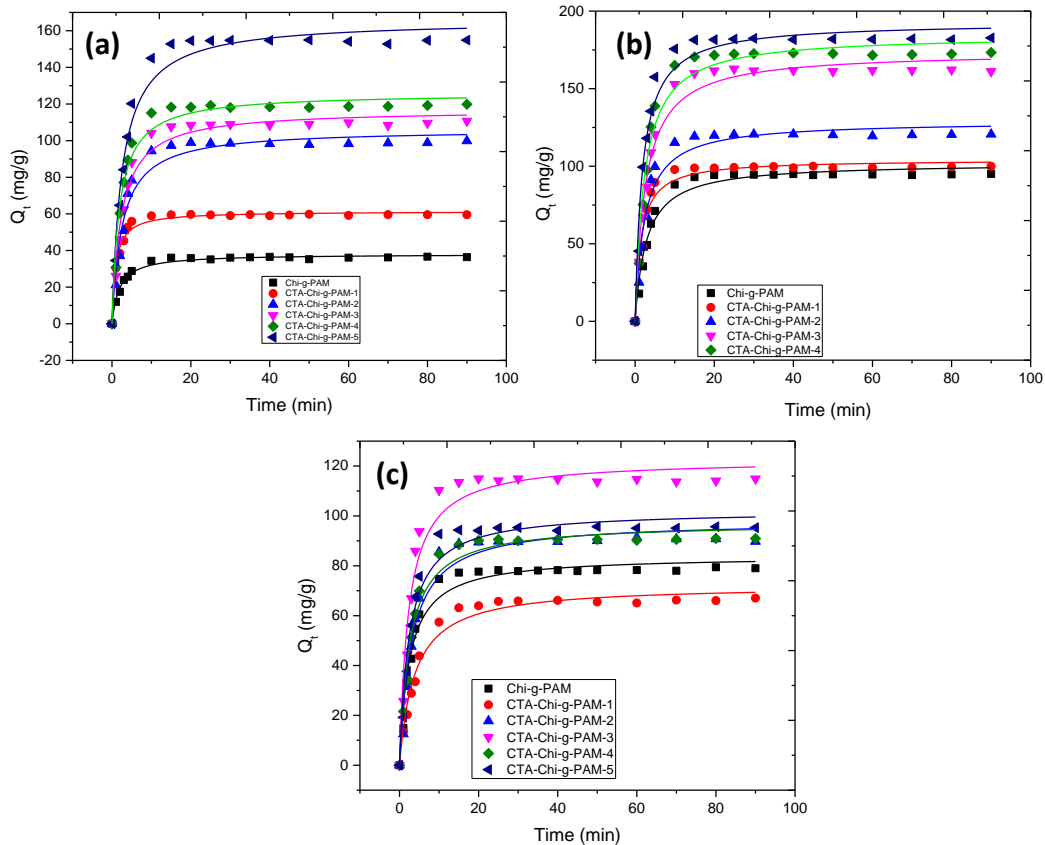 (a)
160
140
120
100
80
60
40
20
0
-20
Q_t (mg/g)
0 20 40 60 80 100
Time (min)
Chi-g-PAM
CTA-Chi-g-PAM-1
CTA-Chi-g-PAM-2
CTA-Chi-g-PAM-3
CTA-Chi-g-PAM-4
CTA-Chi-g-PAM-5
(b)
200
150
100
50
0
Q_t (mg/g)
0 20 40 60 80 100
Time (min)
Chi-g-PAM
CTA-Chi-g-PAM-1
CTA-Chi-g-PAM-2
CTA-Chi-g-PAM-3
CTA-Chi-g-PAM-4
(c)
120
100
80
60
40
20
0
Q_t (mg/g)
0 20 40 60 80 100
Time (min)
Chi-g-PAM
CTA-Chi-g-PAM-1
CTA-Chi-g-PAM-2
CTA-Chi-g-PAM-3
CTA-Chi-g-PAM-4
CTA-Chi-g-PAM-5